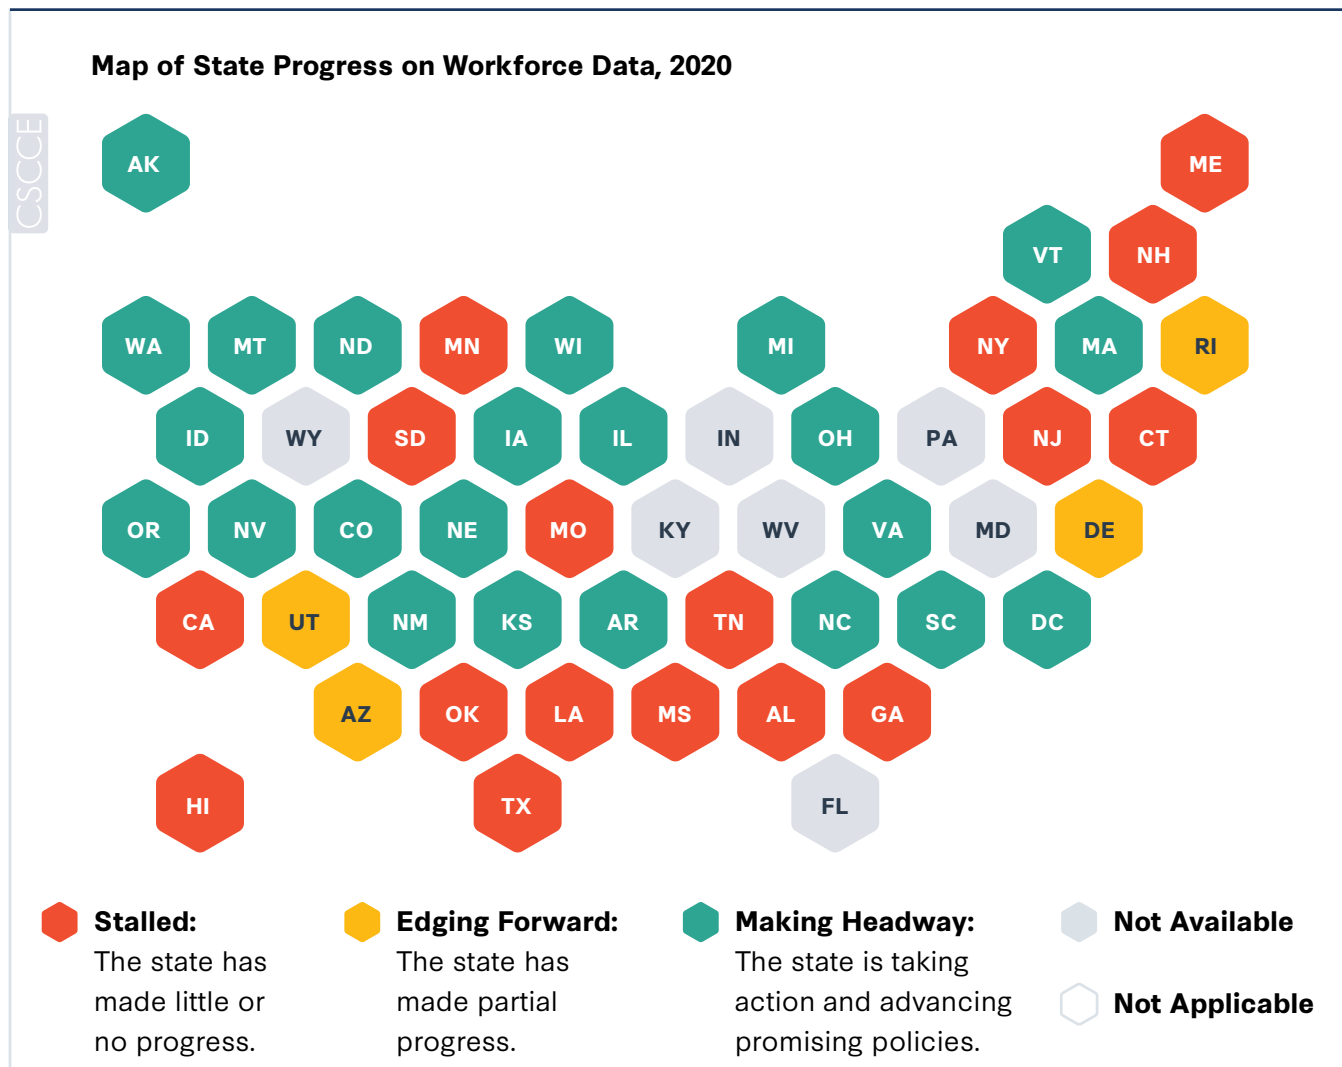 Map of State Progress on Workforce Data, 2020
CSCCE
AK
ME
VT NH
WA MT ND MN WI MI NY MA RI
ID WY SD IA IL IN OH PA NJ CT
OR NV CO NE MO KY WV VA MD DE
CA UT NM KS AR TN NC SC DC
AZ OK LA MS AL GA
HI TX FL
Stalled:
The state has
made little or
no progress.
Edging Forward:
The state has
made partial
progress.
Making Headway:
The state is taking
action and advancing
promising policies.
Not Available
Not Applicable